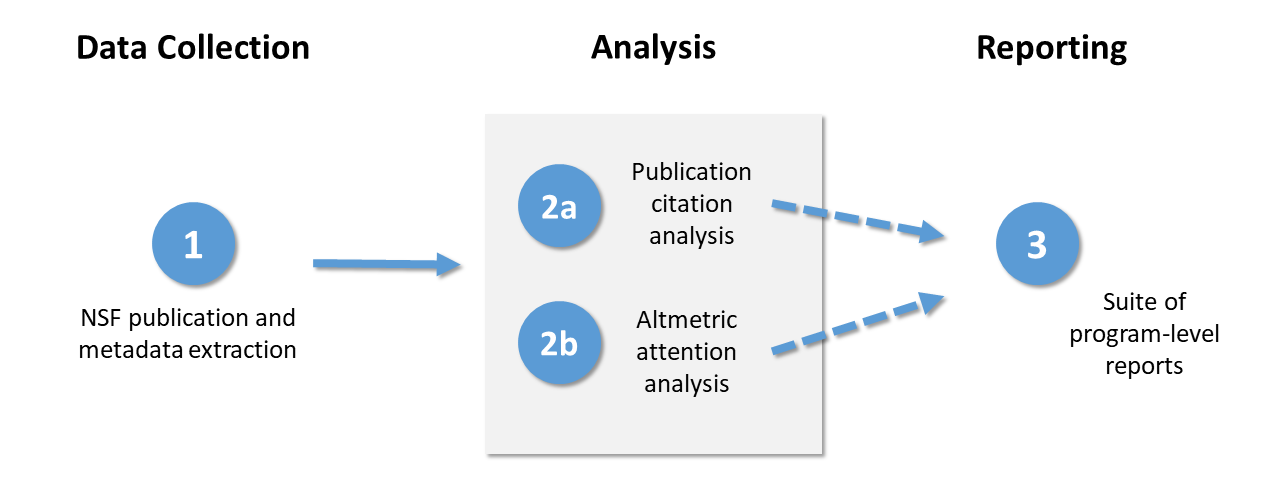 Data Collection
Analysis
Reporting
1
NSF publication and
metadata extraction
2a
Publication
citation
analysis
2b
Altmetric
attention
analysis
3
Suite of
program-level
reports